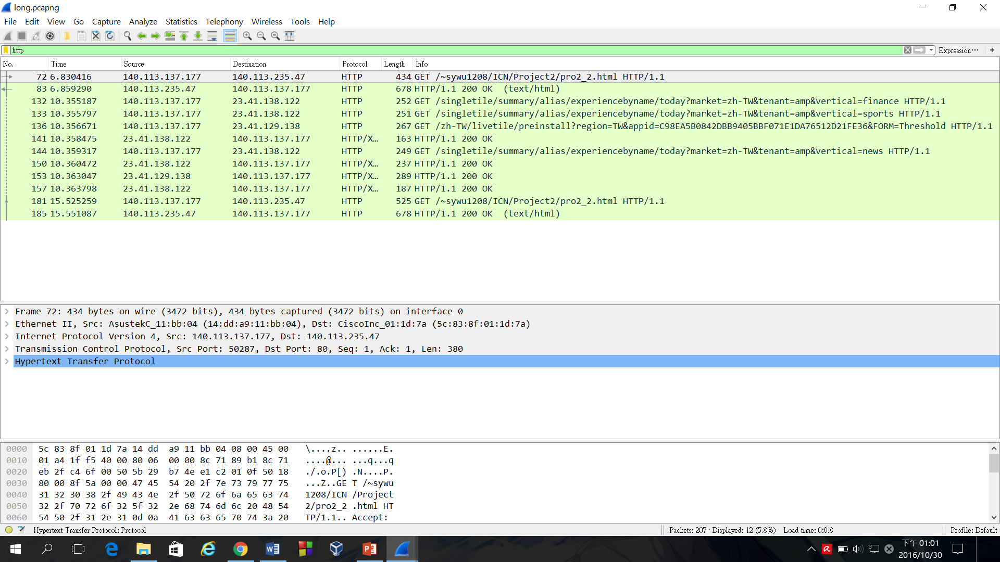 long.pcapng
File Edit View Go Capture Analyze Statistics Telephony Wireless Tools Help
http Expression… +
No. Time Source Destination Protocol Length Info
72 6.830416 140.113.137.177 140.113.235.47 HTTP 434 GET /~sywu1208/ICN/Project2/pro2_2.html HTTP/1.1
83 6.859290 140.113.235.47 140.113.137.177 HTTP 678 HTTP/1.1 200 OK (text/html)
132 10.355187 140.113.137.177 23.41.138.122 HTTP 252 GET /singletile/summary/alias/experiencebyname/today?market=zh-TW&tenant=amp&vertical=finance HTTP/1.1
133 10.355797 140.113.137.177 23.41.138.122 HTTP 251 GET /singletile/summary/alias/experiencebyname/today?market=zh-TW&tenant=amp&vertical=sports HTTP/1.1
136 10.356671 140.113.137.177 23.41.129.138 HTTP 267 GET /zh-TW/livetile/preinstall?region=TW&appid=C98EA5B0842DBB9405BBF071E1DA76512D21FE36&FORM=Threshold HTTP/1.1
141 10.358475 23.41.138.122 140.113.137.177 HTTP/X… 163 HTTP/1.1 200 OK
144 10.359317 140.113.137.177 23.41.138.122 HTTP 249 GET /singletile/summary/alias/experiencebyname/today?market=zh-TW&tenant=amp&vertical=news HTTP/1.1
150 10.360472 23.41.138.122 140.113.137.177 HTTP/X… 237 HTTP/1.1 200 OK
153 10.363047 23.41.129.138 140.113.137.177 HTTP/X… 289 HTTP/1.1 200 OK
157 10.363798 23.41.138.122 140.113.137.177 HTTP/X… 187 HTTP/1.1 200 OK
181 15.525259 140.113.137.177 140.113.235.47 HTTP 525 GET /~sywu1208/ICN/Project2/pro2_2.html HTTP/1.1
185 15.551087 140.113.235.47 140.113.137.177 HTTP 678 HTTP/1.1 200 OK (text/html)
Frame 72: 434 bytes on wire (3472 bits), 434 bytes captured (3472 bits) on interface 0
Ethernet II, Src: AsustekC_11:bb:04 (14:dd:a9:11:bb:04), Dst: CiscoInc_01:1d:7a (5c:83:8f:01:1d:7a)
Internet Protocol Version 4, Src: 140.113.137.177, Dst: 140.113.235.47
Transmission Control Protocol, Src Port: 50287, Dst Port: 80, Seq: 1, Ack: 1, Len: 380
Hypertext Transfer Protocol
0000 5c 83 8f 01 1d 7a 14 dd a9 11 bb 04 08 00 45 00 \....z.. ......E.
0010 01 a4 1f f5 40 00 80 06 00 00 8c 71 89 b1 8c 71 ....@... ...q...q
0020 eb 2f c4 6f 00 50 5b 29 b7 4e e1 c2 01 0f 50 18 ./.o.P[) .N....P.
0030 80 00 8f 5a 00 00 47 45 54 20 2f 7e 73 79 77 75 ...Z..GE T /~sywu
0040 31 32 30 38 2f 49 43 4e 2f 50 72 6f 6a 65 63 74 1208/ICN /Project
0050 32 2f 70 72 6f 32 5f 32 2e 68 74 6d 6c 20 48 54 2/pro2_2 .html HT
0060 54 50 2f 31 2e 31 0d 0a 41 63 63 65 70 74 3a 20 TP/1.1.. Accept:
Hypertext Transfer Protocol: Protocol Packets: 207 · Displayed: 12 (5.8%) · Load time: 0:0.8 Profile: Default
下午 01:01
2016/10/30